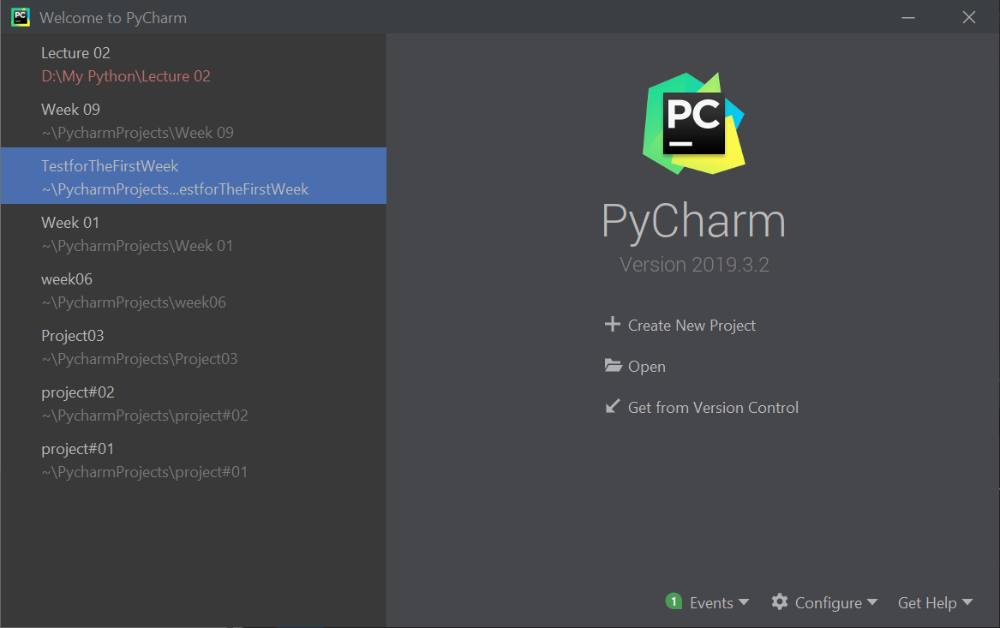 PC
Welcome to PyCharm
Lecture 02
D:\My Python\Lecture 02
Week 09
~\PycharmProjects\Week 09
TestforTheFirstWeek
~\PycharmProjects...estforTheFirstWeek
Week 01
~\PycharmProjects\Week 01
week06
~\PycharmProjects\week06
Project03
~\PycharmProjects\Project03
project#02
~\PycharmProjects\project#02
project#01
~\PycharmProjects\project#01
PC
PyCharm
Version 2019.3.2
Create New Project
Open
Get from Version Control
1 Events Configure Get Help